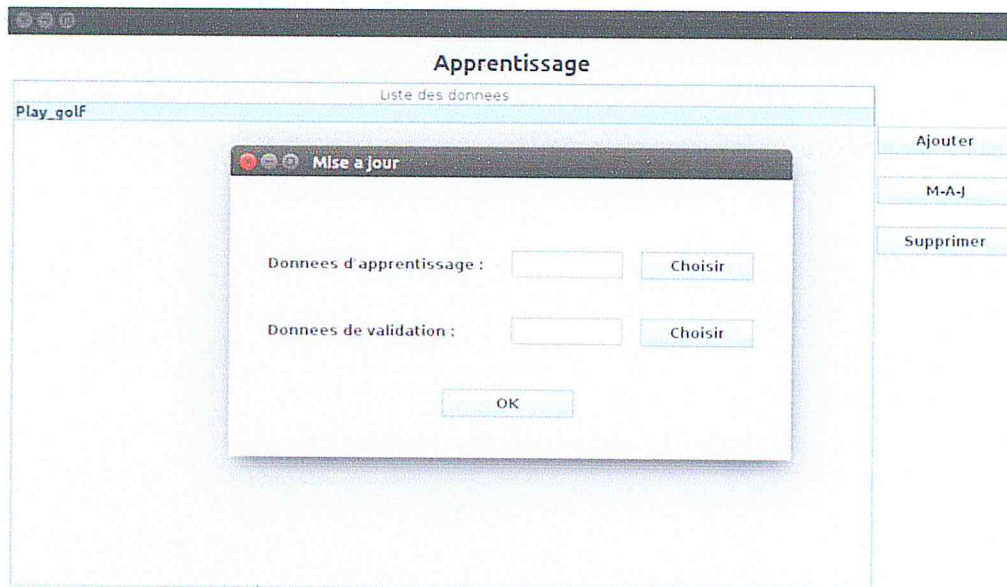 Apprentissage
Liste des donnees
Play_golf
Ajouter
M-A-J
Supprimer
Mise a jour
Donnees d'apprentissage :
Choisir
Donnees de validation :
Choisir
OK